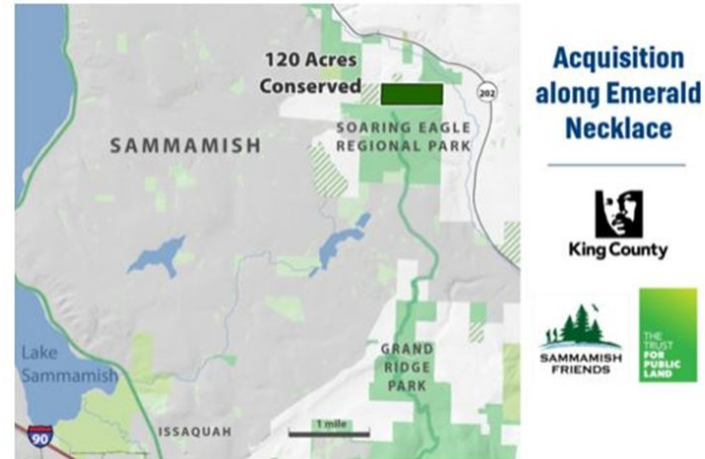 120 Acres
Conserved
202
SOARING EAGLE
REGIONAL PARK
SAMMAMISH
Lake
Sammamish
GRAND
RIDGE
PARK
1 mile
90
ISSAQUAH
Acquisition
along Emerald
Necklace
King County
SAMMAMISH
FRIENDS
THE
TRUST
FOR
PUBLIC
LAND